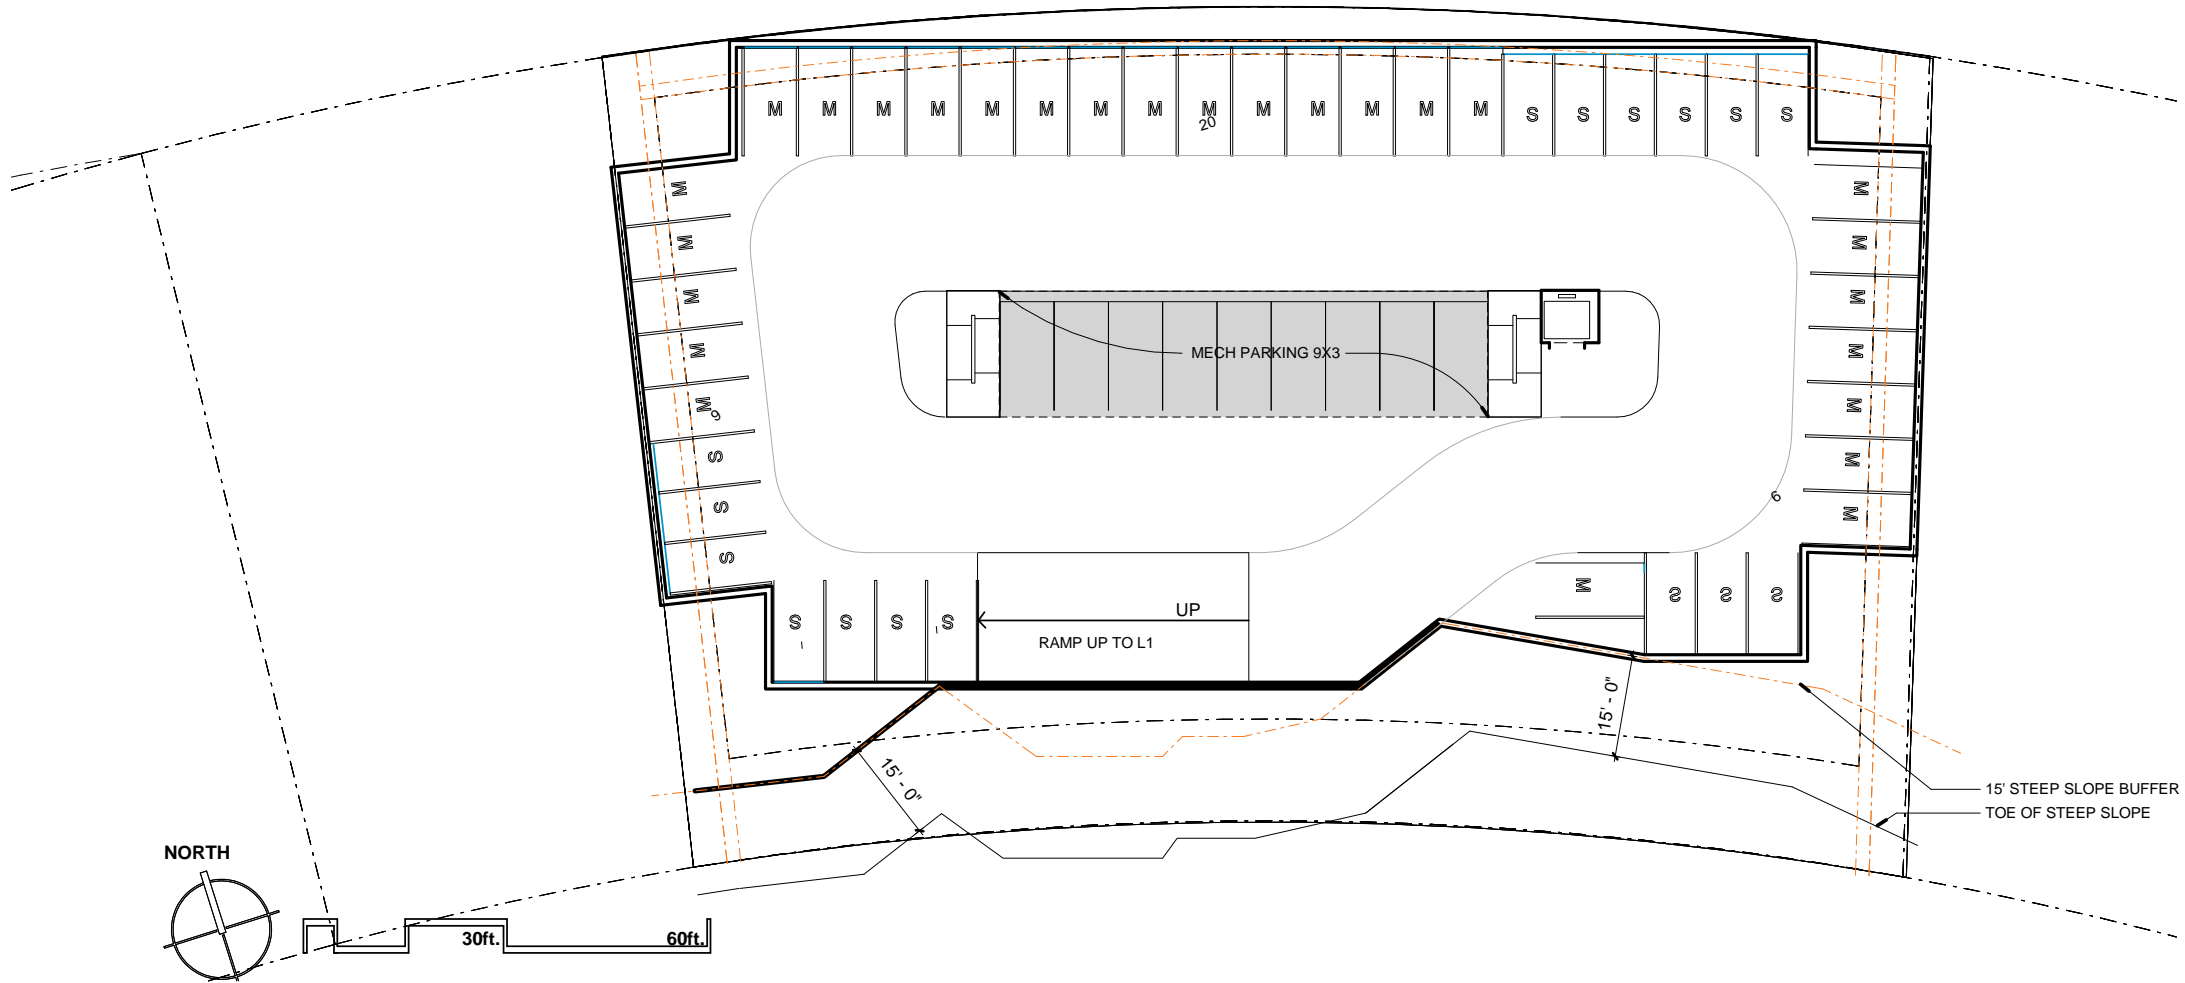 M M M M M M M M M M M M M M S S S S S S
20
M
M
M
M
M
9
S
S
S
M
M
M
M
M
M
M
6
MECH PARKING 9X3
S S S S
UP
RAMP UP TO L1
M
S S S
15' - 0"
15' - 0"
15' STEEP SLOPE BUFFER
TOE OF STEEP SLOPE
NORTH
30ft.
60ft.